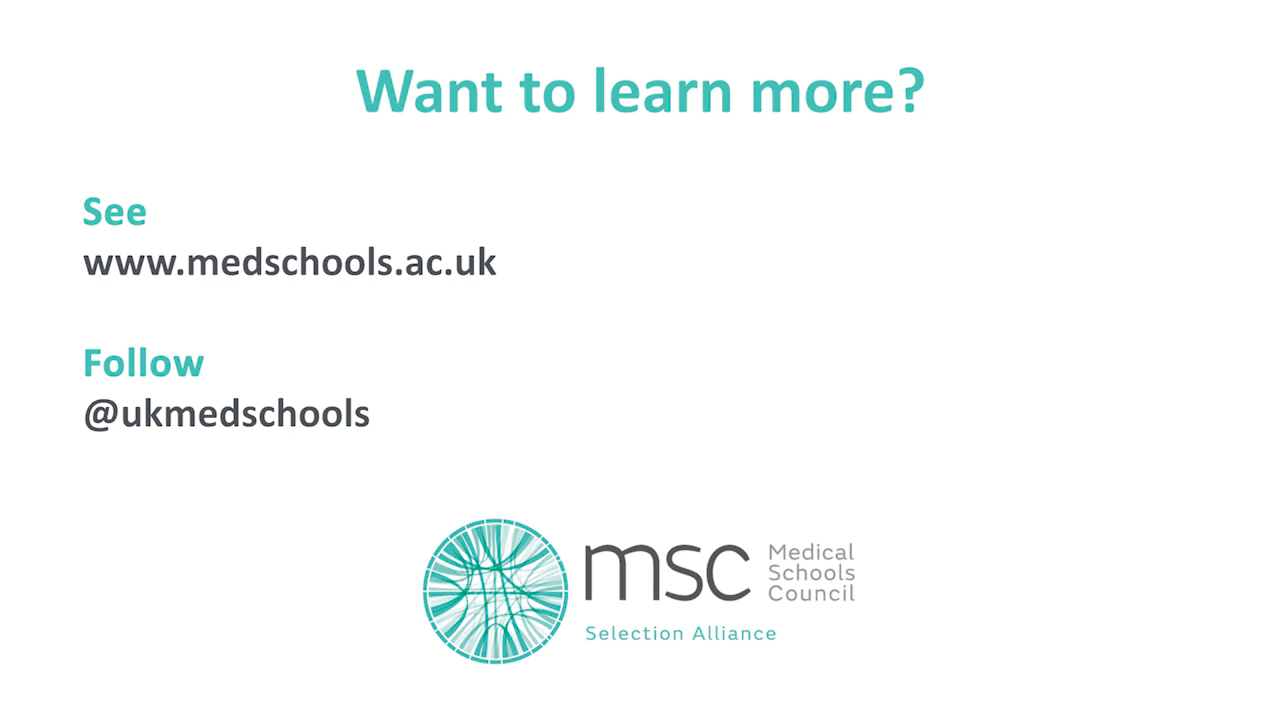 Want to learn more?
See
www.medschools.ac.uk
Follow
@ukmedschools
msc
Medical
Schools
Council
Selection Alliance